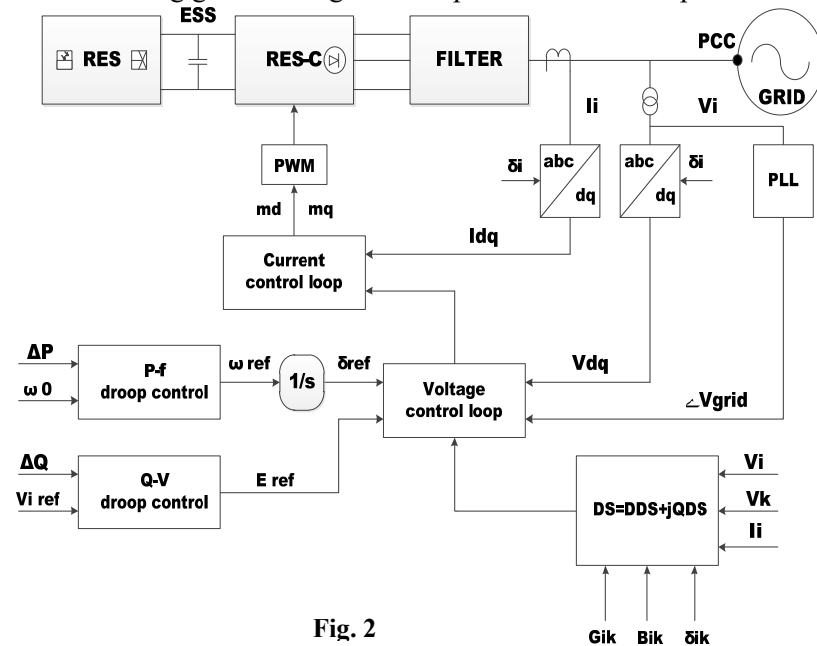 ESS
RES
RES-C
FILTER
PCC
GRID
Ii
Vi
PWM
δi
abc
dq
abc
dq
δi
PLL
md mq
Idq
Current
control loop
ΔP
ω 0
P-f
droop control
ω ref
1/s
δref
Voltage
control loop
Vdq
Vgrid
ΔQ
Vi ref
Q-V
droop control
E ref
DS=DDS+jQDS
Vi
Vk
Ii
Gik Bik δik
Fig. 2